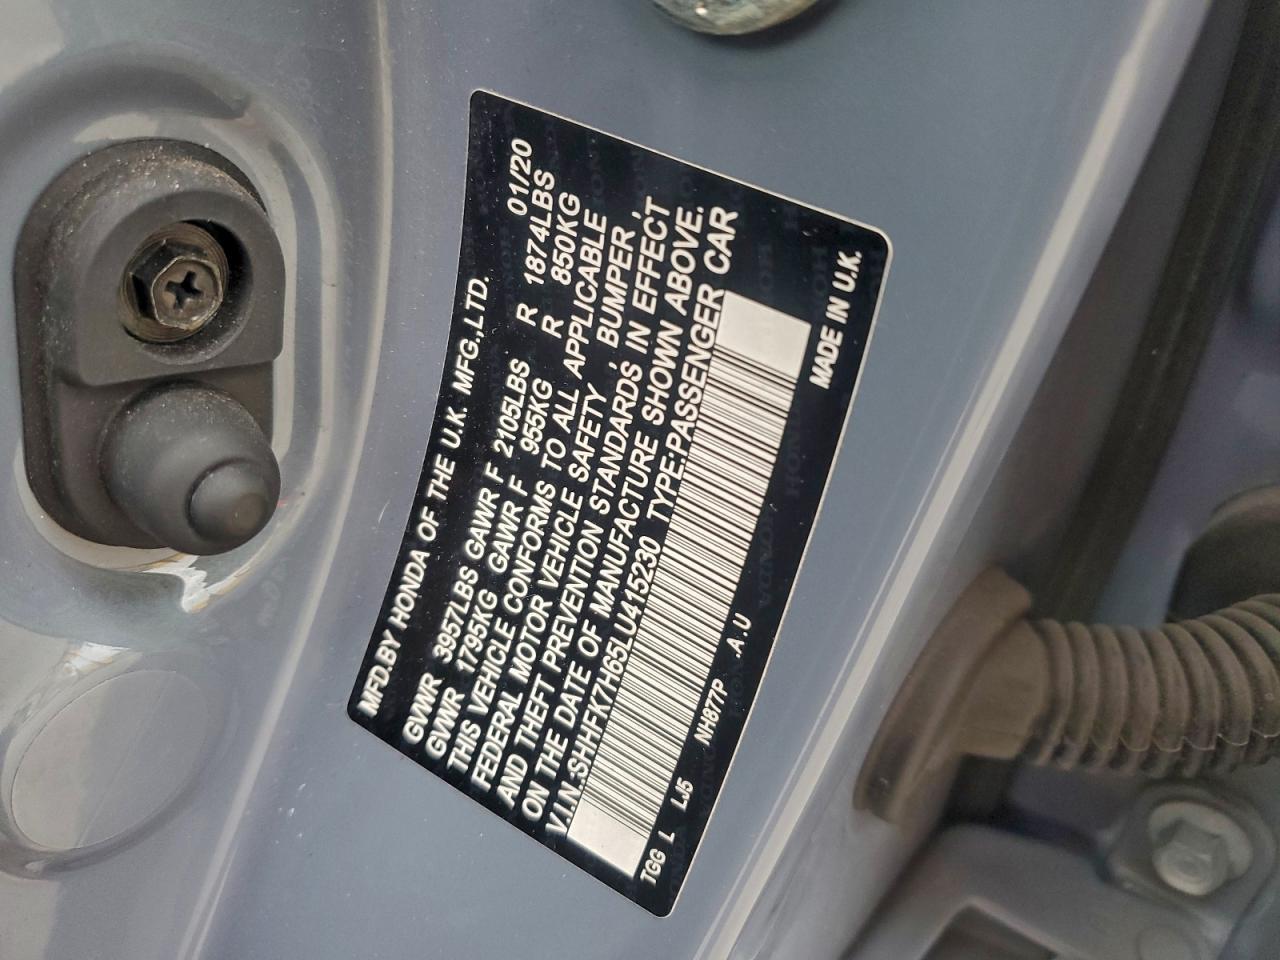 MFD.BY HONDA OF THE U.K. MFG.,LTD. 01/20
GVWR 3957LBS GAWR F 2105LBS R 1874LBS
GVWR 1795KG GAWR F 955KG R 850KG
THIS VEHICLE CONFORMS TO ALL APPLICABLE
FEDERAL MOTOR VEHICLE SAFETY, BUMPER,
AND THEFT PREVENTION STANDARDS, IN EFFECT
ON THE DATE OF MANUFACTURE SHOWN ABOVE.
V.I.N.:SHHFK7H65LU415230 TYPE:PASSENGER CAR
TGG L LJ5 NH877P .A.U MADE IN U.K.